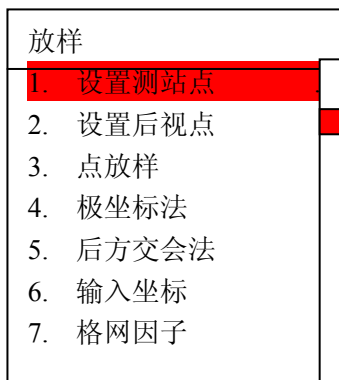 放样
1. 设置测站点
2. 设置后视点
3. 点放样
4. 极坐标法
5. 后方交会法
6. 输入坐标
7. 格网因子